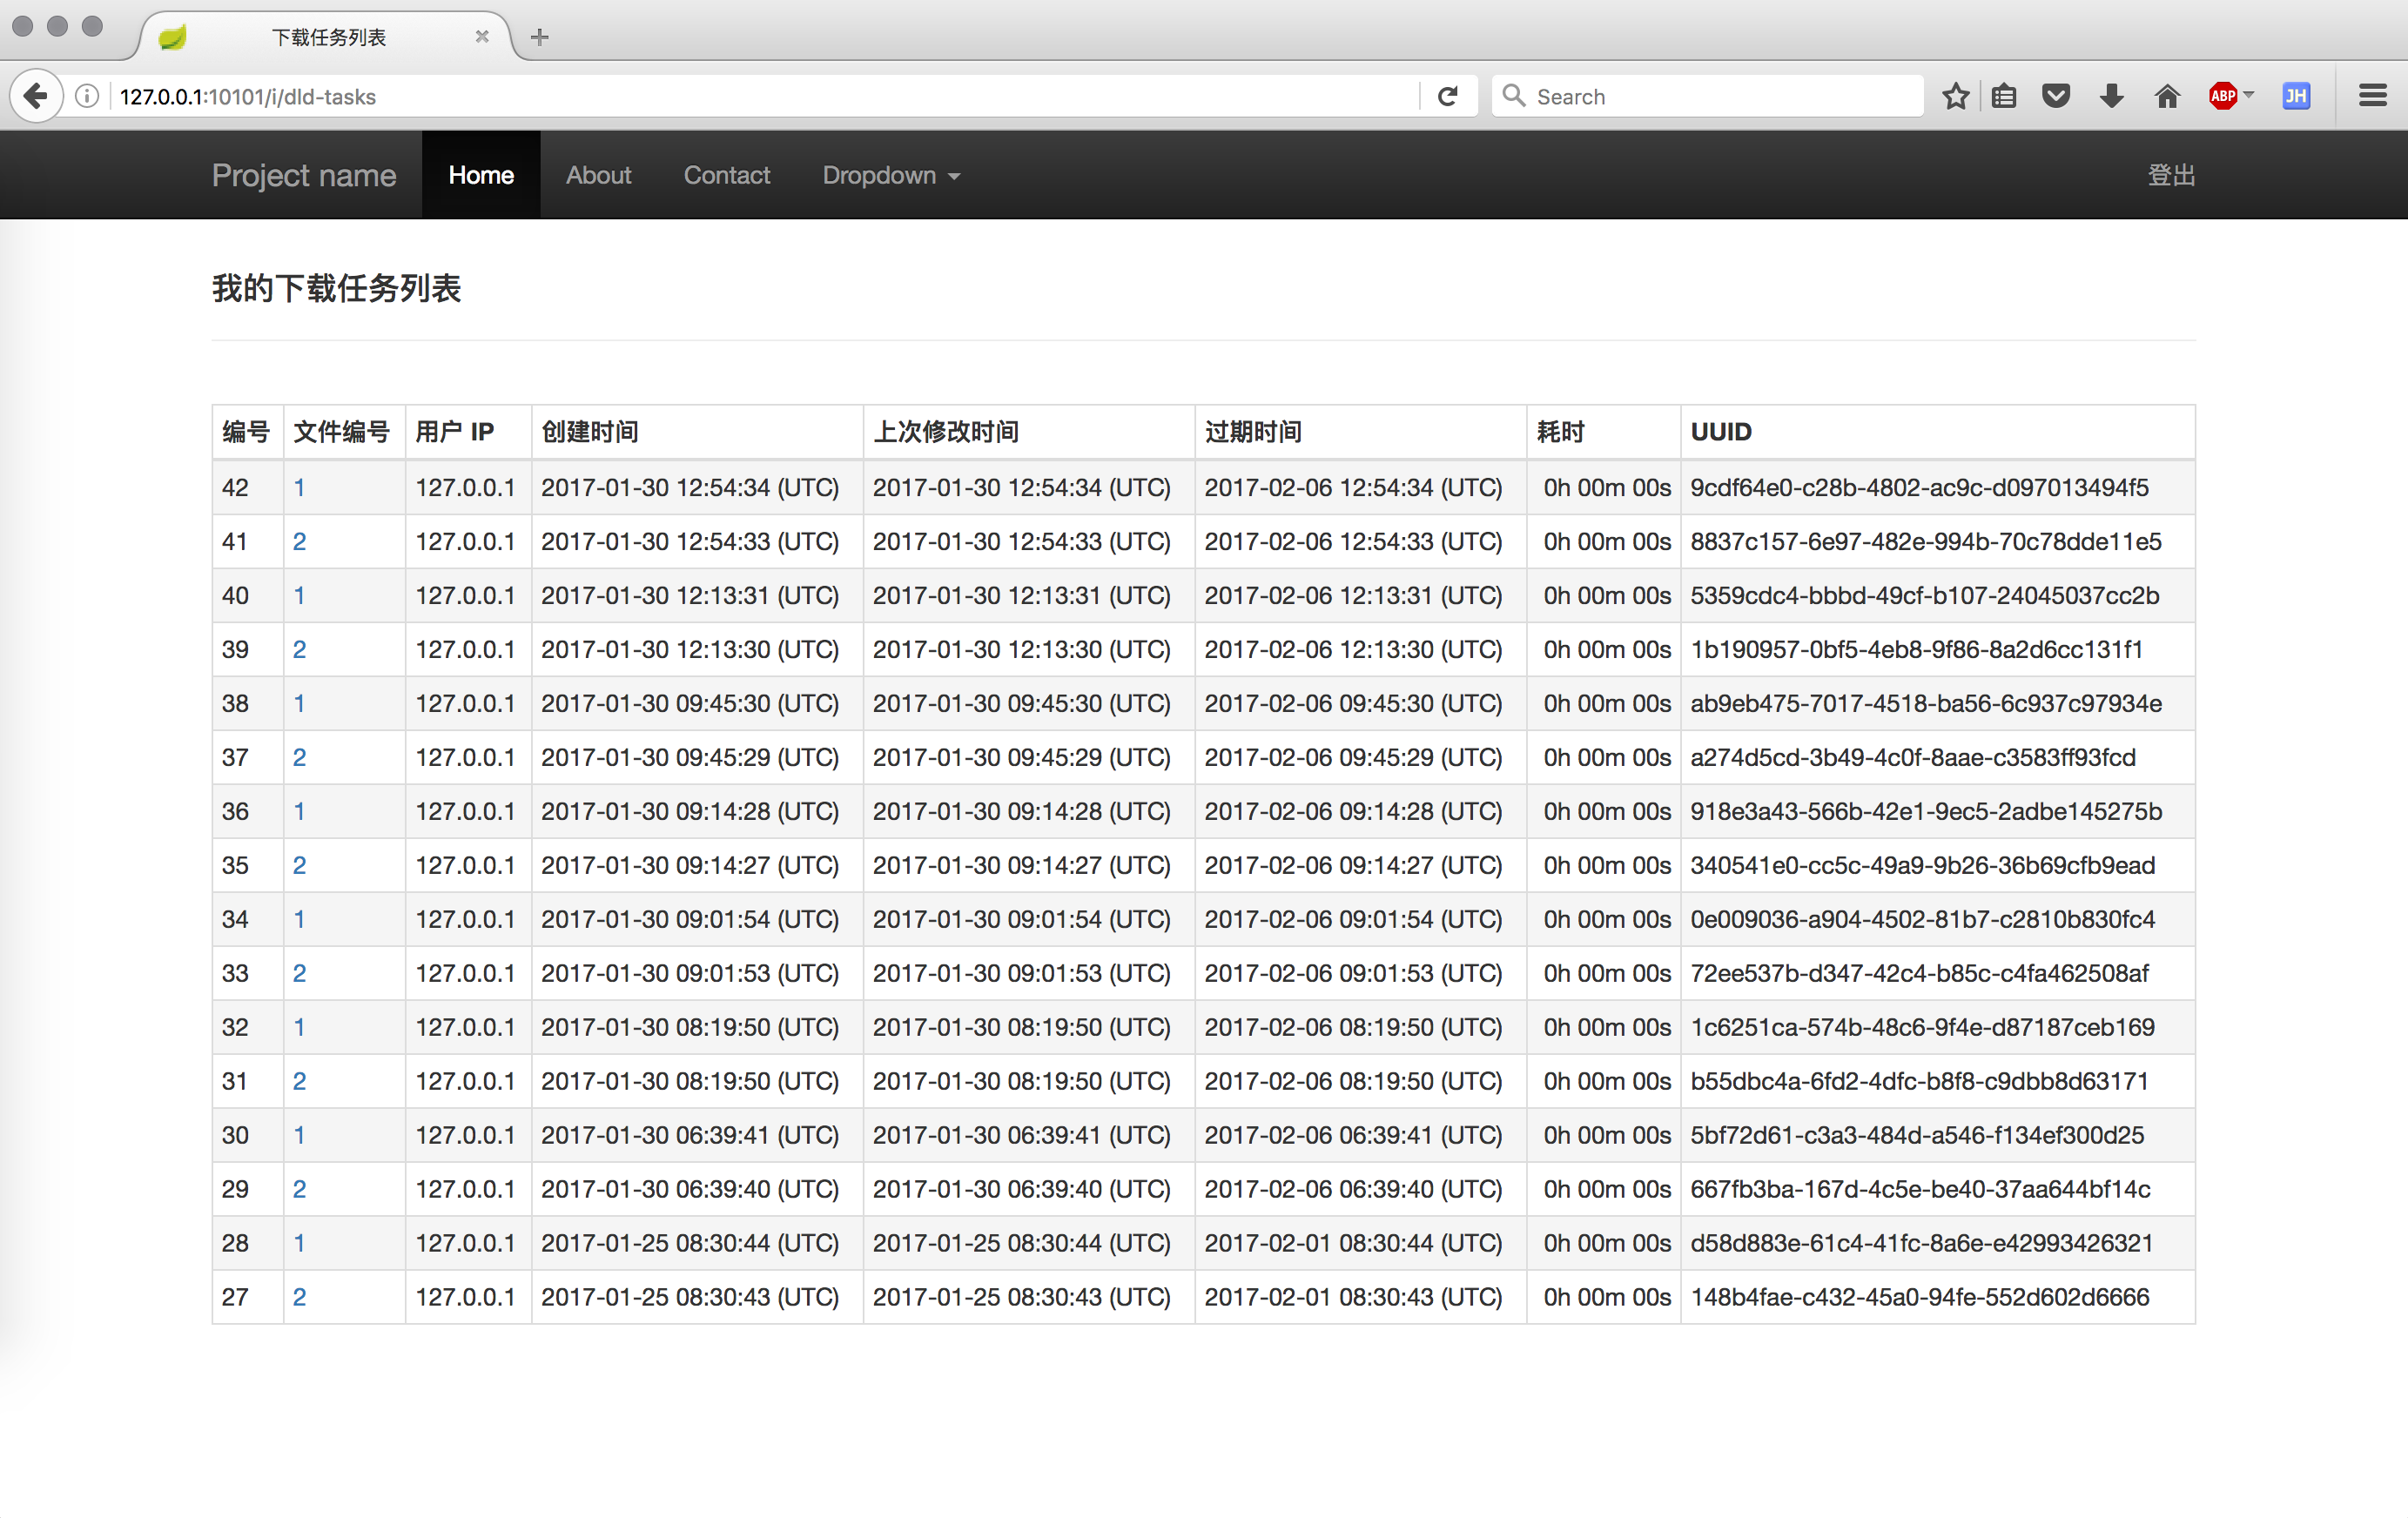 下载任务列表
127.0.0.1:10101/i/dld-tasks
Search
ABP
JH
Project name Home About Contact Dropdown 登出
我的下载任务列表
编号 文件编号 用户 IP 创建时间 上次修改时间 过期时间 耗时 UUID
42 1 127.0.0.1 2017-01-30 12:54:34 (UTC) 2017-01-30 12:54:34 (UTC) 2017-02-06 12:54:34 (UTC) 0h 00m 00s 9cdf64e0-c28b-4802-ac9c-d097013494f5
41 2 127.0.0.1 2017-01-30 12:54:33 (UTC) 2017-01-30 12:54:33 (UTC) 2017-02-06 12:54:33 (UTC) 0h 00m 00s 8837c157-6e97-482e-994b-70c78dde11e5
40 1 127.0.0.1 2017-01-30 12:13:31 (UTC) 2017-01-30 12:13:31 (UTC) 2017-02-06 12:13:31 (UTC) 0h 00m 00s 5359cdc4-bbbd-49cf-b107-24045037cc2b
39 2 127.0.0.1 2017-01-30 12:13:30 (UTC) 2017-01-30 12:13:30 (UTC) 2017-02-06 12:13:30 (UTC) 0h 00m 00s 1b190957-0bf5-4eb8-9f86-8a2d6cc131f1
38 1 127.0.0.1 2017-01-30 09:45:30 (UTC) 2017-01-30 09:45:30 (UTC) 2017-02-06 09:45:30 (UTC) 0h 00m 00s ab9eb475-7017-4518-ba56-6c937c97934e
37 2 127.0.0.1 2017-01-30 09:45:29 (UTC) 2017-01-30 09:45:29 (UTC) 2017-02-06 09:45:29 (UTC) 0h 00m 00s a274d5cd-3b49-4c0f-8aae-c3583ff93fcd
36 1 127.0.0.1 2017-01-30 09:14:28 (UTC) 2017-01-30 09:14:28 (UTC) 2017-02-06 09:14:28 (UTC) 0h 00m 00s 918e3a43-566b-42e1-9ec5-2adbe145275b
35 2 127.0.0.1 2017-01-30 09:14:27 (UTC) 2017-01-30 09:14:27 (UTC) 2017-02-06 09:14:27 (UTC) 0h 00m 00s 340541e0-cc5c-49a9-9b26-36b69cfb9ead
34 1 127.0.0.1 2017-01-30 09:01:54 (UTC) 2017-01-30 09:01:54 (UTC) 2017-02-06 09:01:54 (UTC) 0h 00m 00s 0e009036-a904-4502-81b7-c2810b830fc4
33 2 127.0.0.1 2017-01-30 09:01:53 (UTC) 2017-01-30 09:01:53 (UTC) 2017-02-06 09:01:53 (UTC) 0h 00m 00s 72ee537b-d347-42c4-b85c-c4fa462508af
32 1 127.0.0.1 2017-01-30 08:19:50 (UTC) 2017-01-30 08:19:50 (UTC) 2017-02-06 08:19:50 (UTC) 0h 00m 00s 1c6251ca-574b-48c6-9f4e-d87187ceb169
31 2 127.0.0.1 2017-01-30 08:19:50 (UTC) 2017-01-30 08:19:50 (UTC) 2017-02-06 08:19:50 (UTC) 0h 00m 00s b55dbc4a-6fd2-4dfc-b8f8-c9dbb8d63171
30 1 127.0.0.1 2017-01-30 06:39:41 (UTC) 2017-01-30 06:39:41 (UTC) 2017-02-06 06:39:41 (UTC) 0h 00m 00s 5bf72d61-c3a3-484d-a546-f134ef300d25
29 2 127.0.0.1 2017-01-30 06:39:40 (UTC) 2017-01-30 06:39:40 (UTC) 2017-02-06 06:39:40 (UTC) 0h 00m 00s 667fb3ba-167d-4c5e-be40-37aa644bf14c
28 1 127.0.0.1 2017-01-25 08:30:44 (UTC) 2017-01-25 08:30:44 (UTC) 2017-02-01 08:30:44 (UTC) 0h 00m 00s d58d883e-61c4-41fc-8a6e-e42993426321
27 2 127.0.0.1 2017-01-25 08:30:43 (UTC) 2017-01-25 08:30:43 (UTC) 2017-02-01 08:30:43 (UTC) 0h 00m 00s 148b4fae-c432-45a0-94fe-552d602d6666